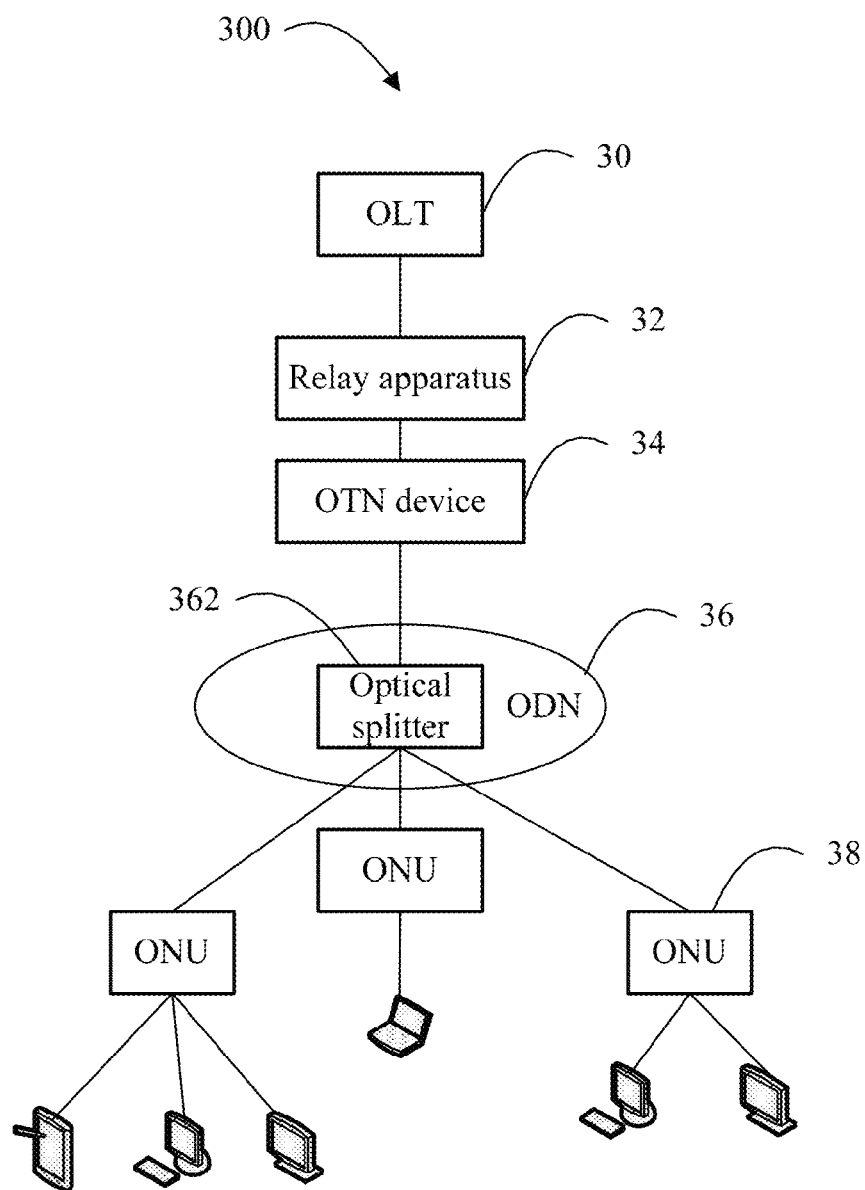 300
30
OLT
32
Relay apparatus
34
OTN device
362
36
Optical
splitter
ODN
ONU
38
ONU
ONU